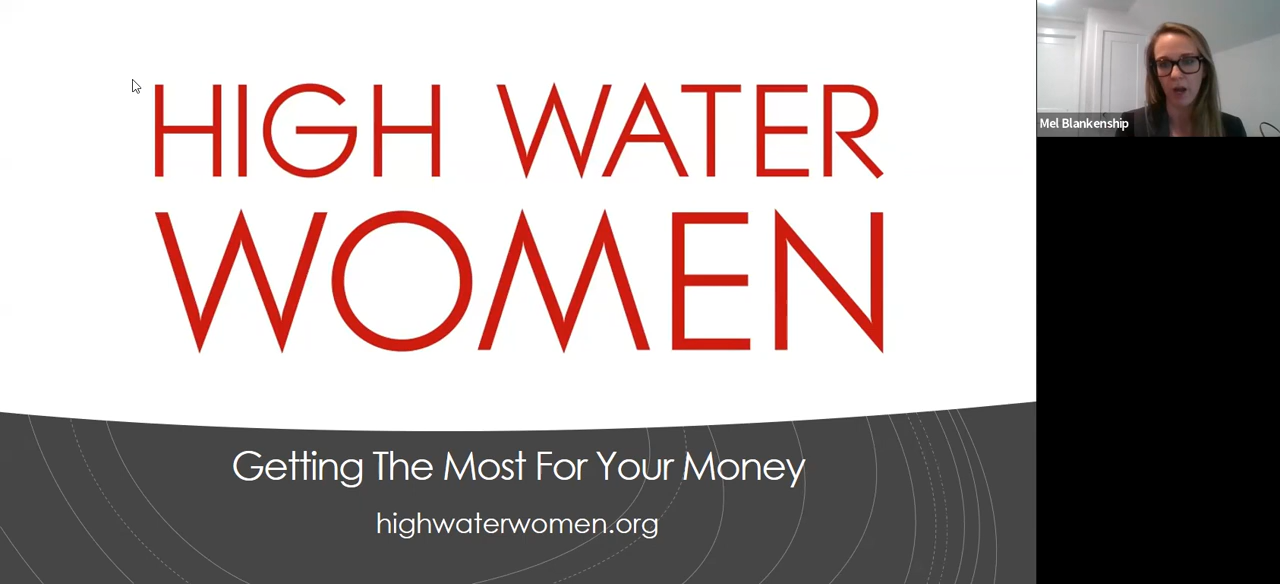 HIGH WATER
WOMEN
Getting The Most For Your Money
highwaterwomen.org
Mel Blankenship